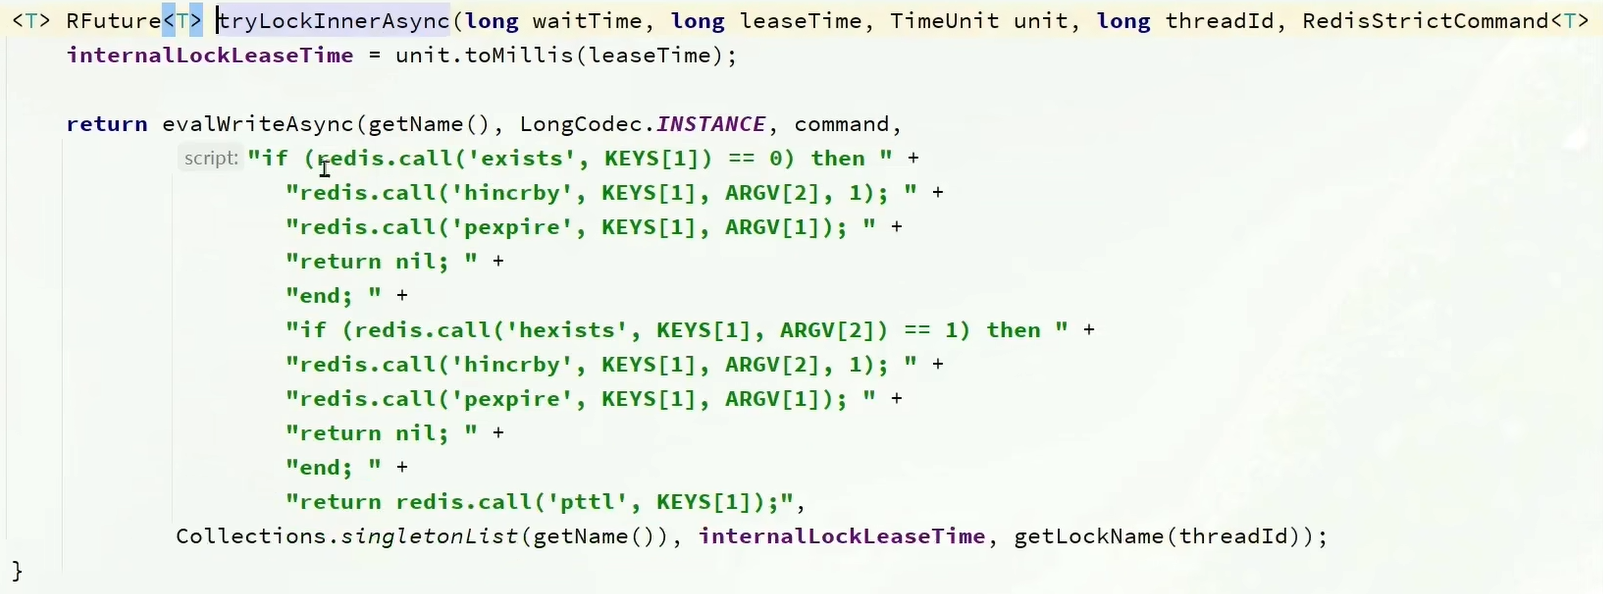 <T> RFuture<T> tryLockInnerAsync(long waitTime, long leaseTime, TimeUnit unit, long threadId, RedisStrictCommand<T>
internalLockLeaseTime = unit.toMillis(leaseTime);
return evalWriteAsync(getName(), LongCodec.INSTANCE, command,
script: "if (redis.call('exists', KEYS[1]) == 0) then " +
"redis.call('hincrby', KEYS[1], ARGV[2], 1); " +
"redis.call('pexpire', KEYS[1], ARGV[1]); " +
"return nil; " +
"end; " +
"if (redis.call('hexists', KEYS[1], ARGV[2]) == 1) then " +
"redis.call('hincrby', KEYS[1], ARGV[2], 1); " +
"redis.call('pexpire', KEYS[1], ARGV[1]); " +
"return nil; " +
"end; " +
"return redis.call('pttl', KEYS[1]);",
Collections.singletonList(getName()), internalLockLeaseTime, getLockName(threadId));
}